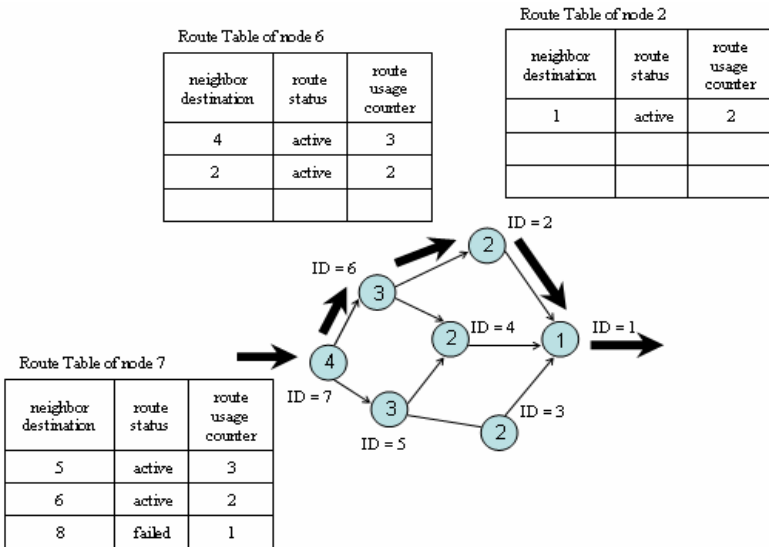 Route Table of node 6
neighbor destination route status route usage counter
4 active 3
2 active 2
Route Table of node 2
neighbor destination route status route usage counter
1 active 2
ID = 2
2
ID = 6
3
ID = 4
2
ID = 1
1
4
ID = 7
3
ID = 5
ID = 3
2
Route Table of node 7
neighbor destination route status route usage counter
5 active 3
6 active 2
8 failed 1